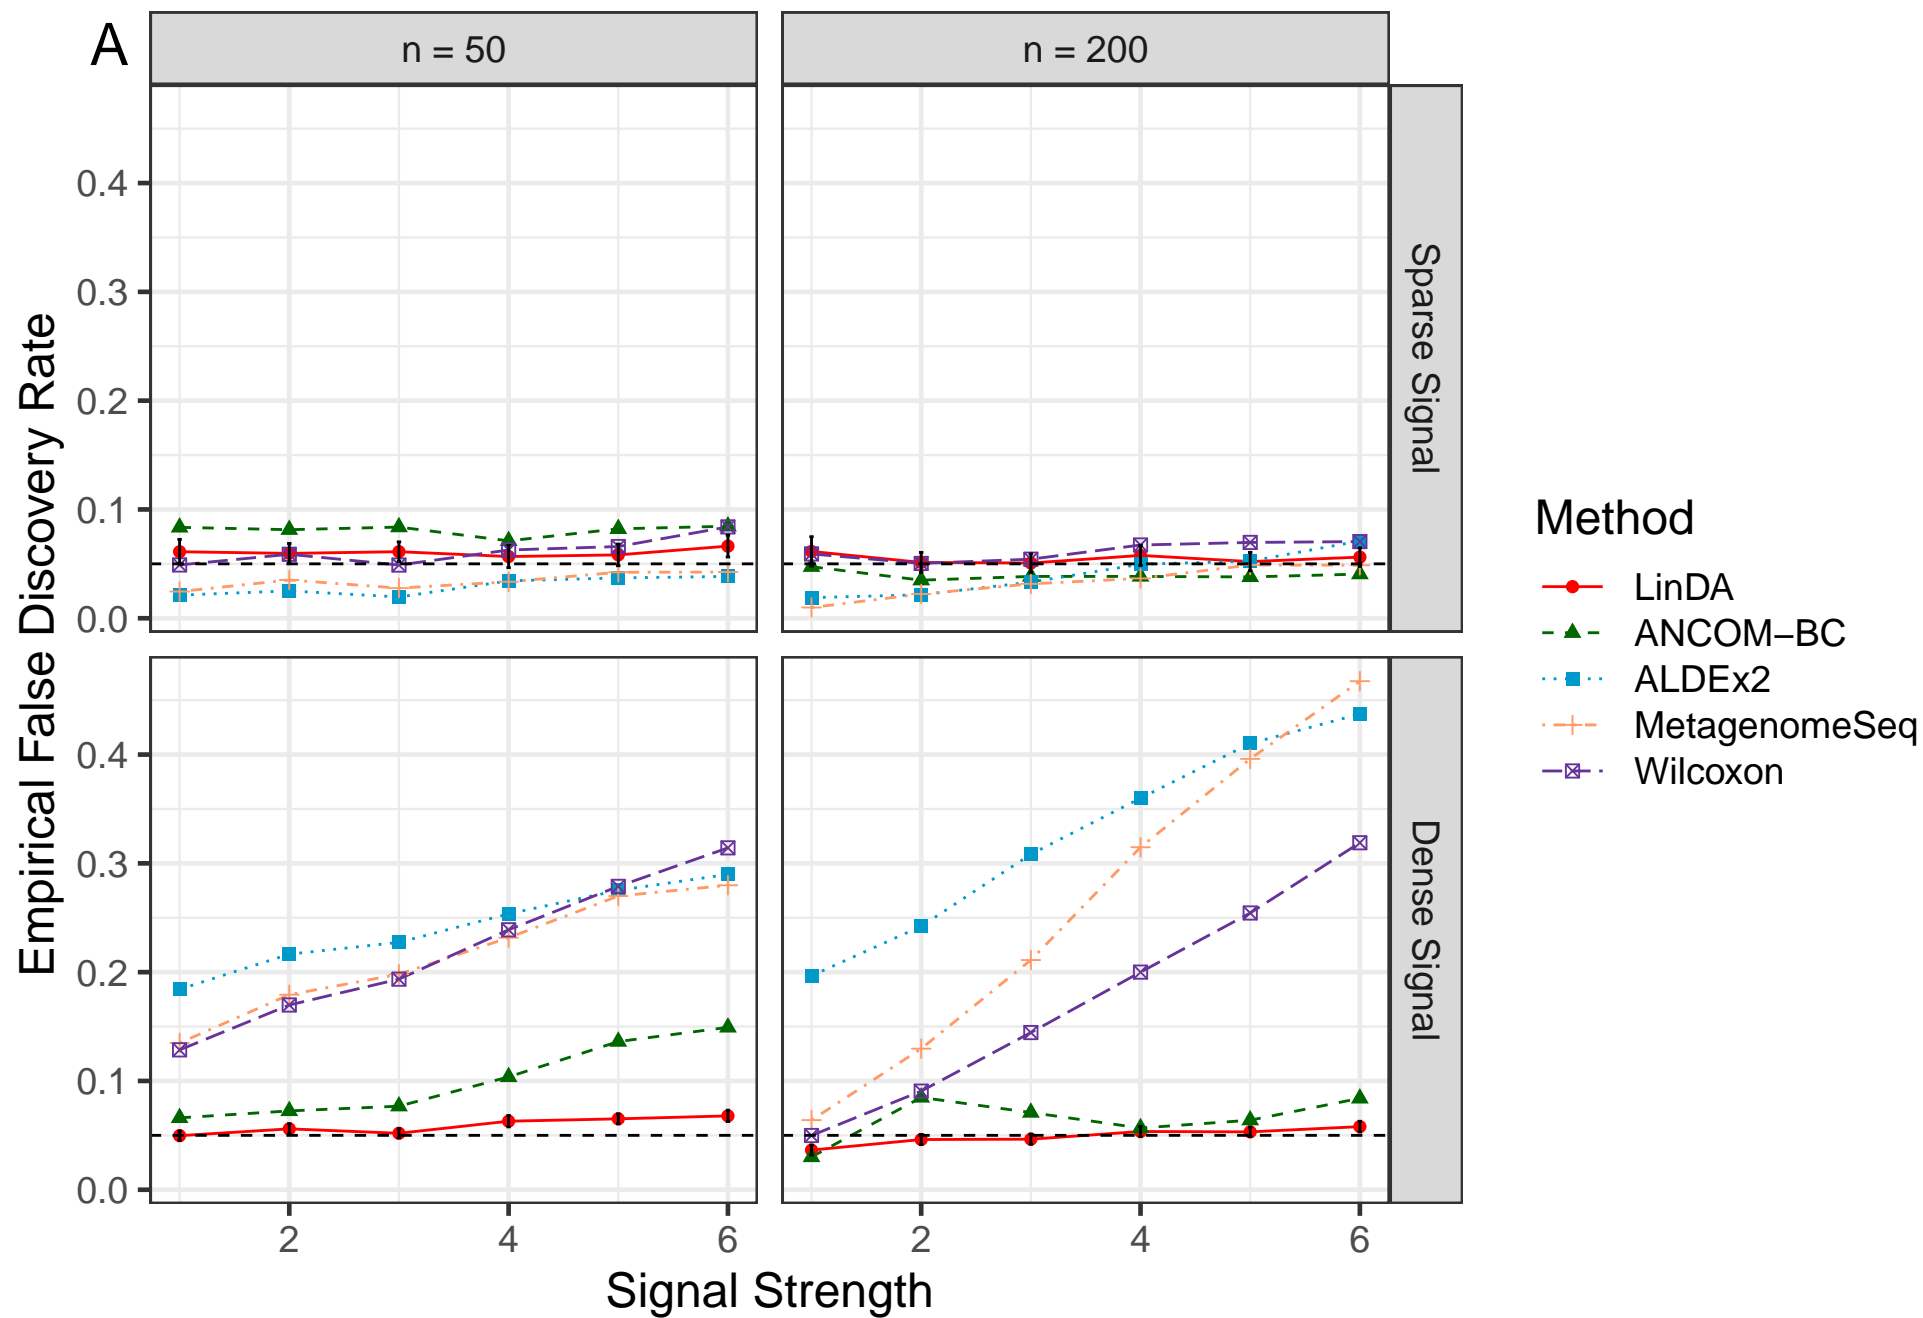 A
n = 50
n = 200
Empirical False Discovery Rate
0.4
0.3
0.2
0.1
0.0
Sparse Signal
0.4
0.3
0.2
0.1
0.0
Dense Signal
2
4
6
2
4
6
Signal Strength
Method
LinDA
ANCOM−BC
ALDEx2
MetagenomeSeq
Wilcoxon